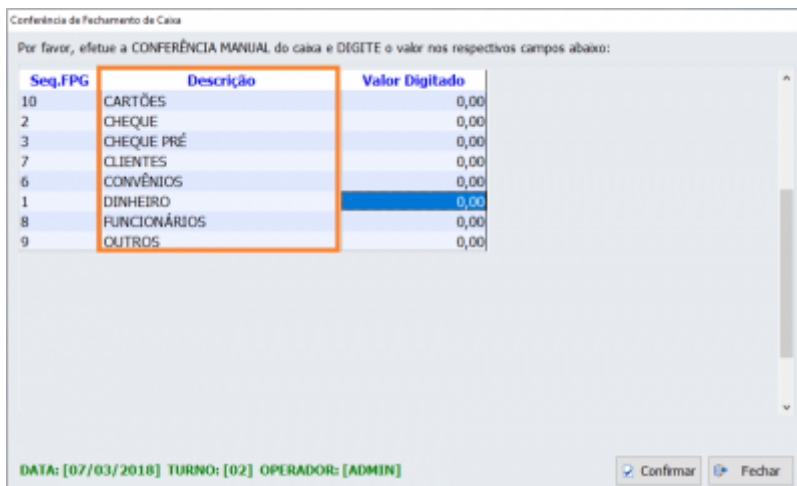 Conferência de Fechamento de Caixa
Por favor, efetue a CONFERÊNCIA MANUAL do caixa e DIGITE o valor nos respectivos campos abaixo:
Seq.FPG Descrição Valor Digitado
10 CARTÕES 0,00
2 CHEQUE 0,00
3 CHEQUE PRÉ 0,00
7 CLIENTES 0,00
6 CONVÊNIOS 0,00
1 DINHEIRO 0,00
8 FUNCIONÁRIOS 0,00
9 OUTROS 0,00
DATA: [07/03/2018] TURNO: [02] OPERADOR: [ADMIN] Confirmar Fechar